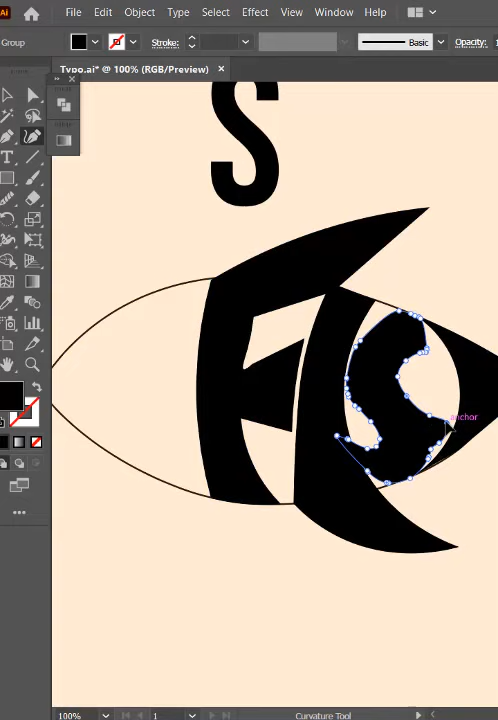 Ai File Edit Object Type Select Effect View Window Help
Group Stroke: Basic Opacity:
Typo.ai* @ 100% (RGB/Preview) ×
S
F
S
anchor
100% 1 Curvature Tool